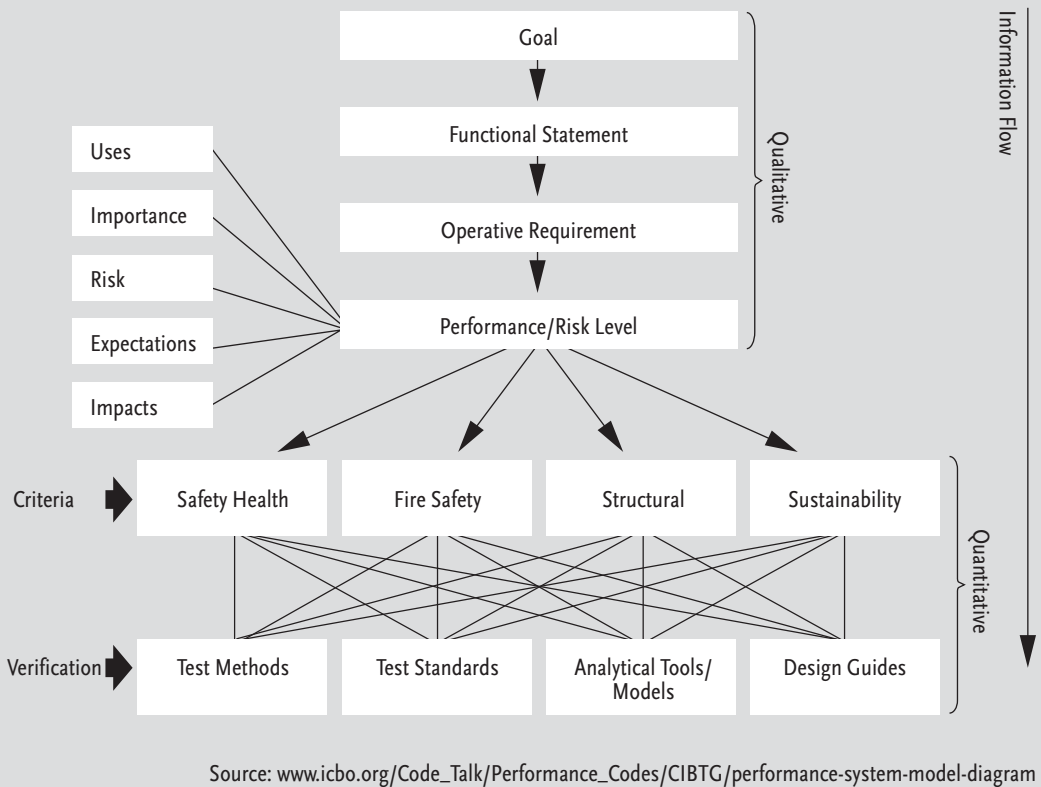 Goal
Functional Statement
Operative Requirement
Performance/Risk Level
Qualitative
Information Flow
Uses
Importance
Risk
Expectations
Impacts
Criteria
Safety Health
Fire Safety
Structural
Sustainability
Quantitative
Verification
Test Methods
Test Standards
Analytical Tools/
Models
Design Guides
Source: www.icbo.org/Code_Talk/Performance_Codes/CIBTG/performance-system-model-diagram